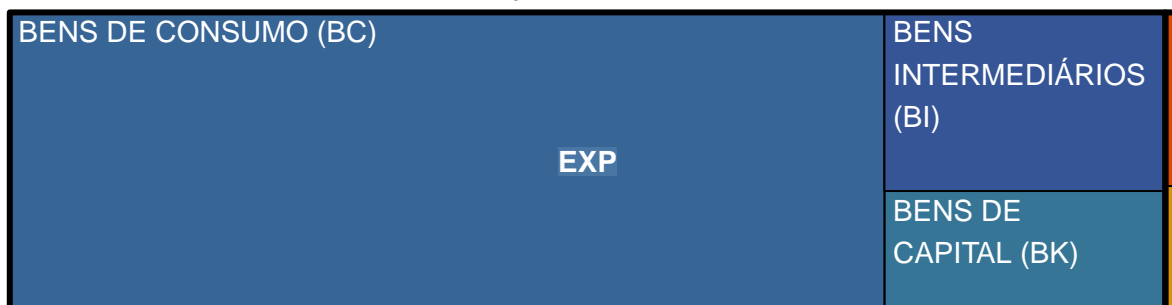 BENS DE CONSUMO (BC)
BENS
INTERMEDIÁRIOS
(BI)
EXP
BENS DE
CAPITAL (BK)